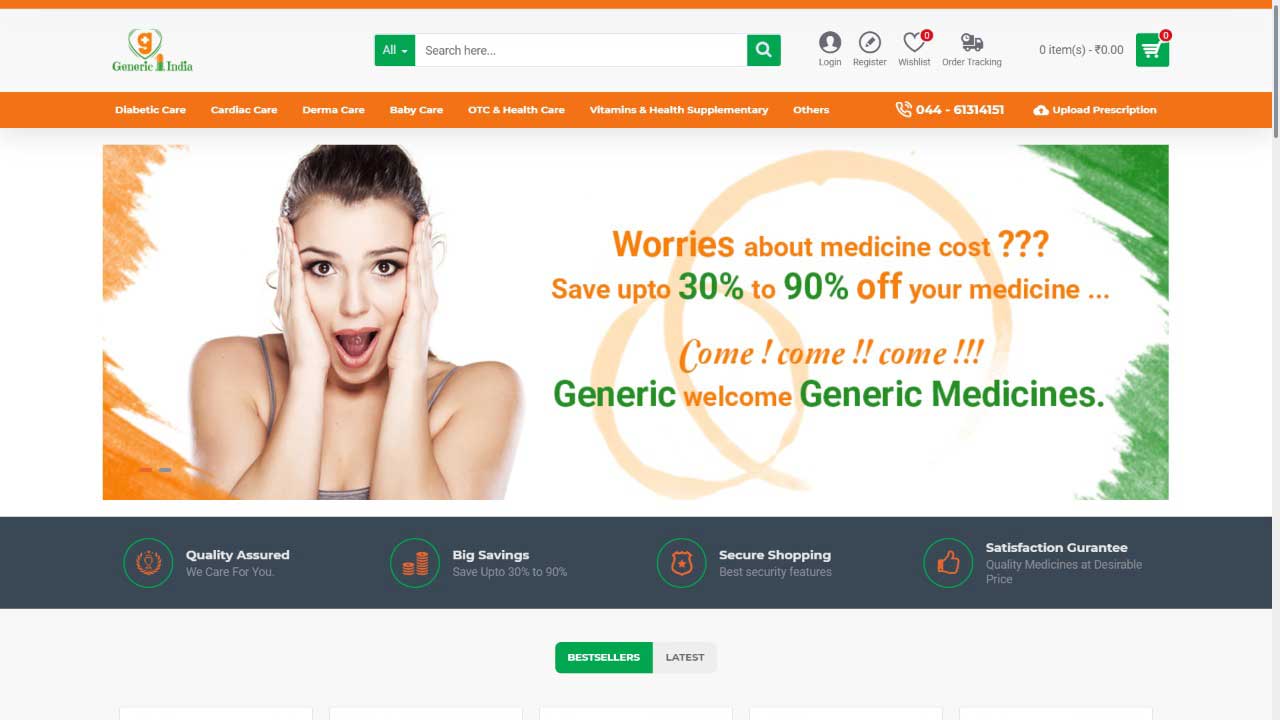 Generic India
All
Search here...
Login
Register
0
Wishlist
Order Tracking
0 item(s) - ₹0.00
0
Diabetic Care
Cardiac Care
Derma Care
Baby Care
OTC & Health Care
Vitamins & Health Supplementary
Others
044 - 61314151
Upload Prescription
Worries about medicine cost ???
Save upto 30% to 90% off your medicine ...
Come ! come !! come !!!
Generic welcome Generic Medicines.
Quality Assured
We Care For You.
Big Savings
Save Upto 30% to 90%
Secure Shopping
Best security features
Satisfaction Gurantee
Quality Medicines at Desirable
Price
BESTSELLERS
LATEST